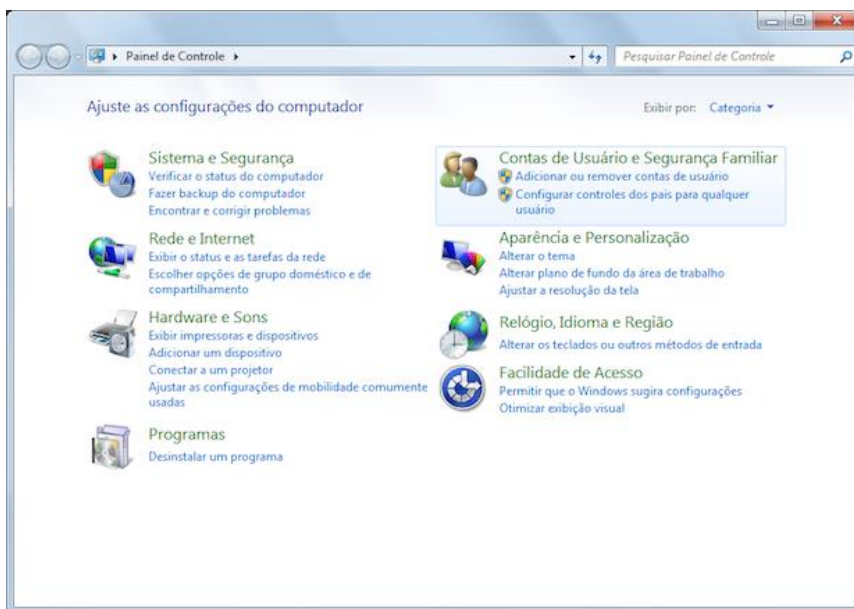 Painel de Controle
Pesquisar Painel de Controle
Ajuste as configurações do computador
Exibir por: Categoria
Sistema e Segurança
Verificar o status do computador
Fazer backup do computador
Encontrar e corrigir problemas
Rede e Internet
Exibir o status e as tarefas da rede
Escolher opções de grupo doméstico e de
compartilhamento
Hardware e Sons
Exibir impressoras e dispositivos
Adicionar um dispositivo
Conectar a um projetor
Ajustar as configurações de mobilidade comumente
usadas
Programas
Desinstalar um programa
Contas de Usuário e Segurança Familiar
Adicionar ou remover contas de usuário
Configurar controles dos pais para qualquer
usuário
Aparência e Personalização
Alterar o tema
Alterar plano de fundo da área de trabalho
Ajustar a resolução da tela
Relógio, Idioma e Região
Alterar os teclados ou outros métodos de entrada
Facilidade de Acesso
Permitir que o Windows sugira configurações
Otimizar exibição visual